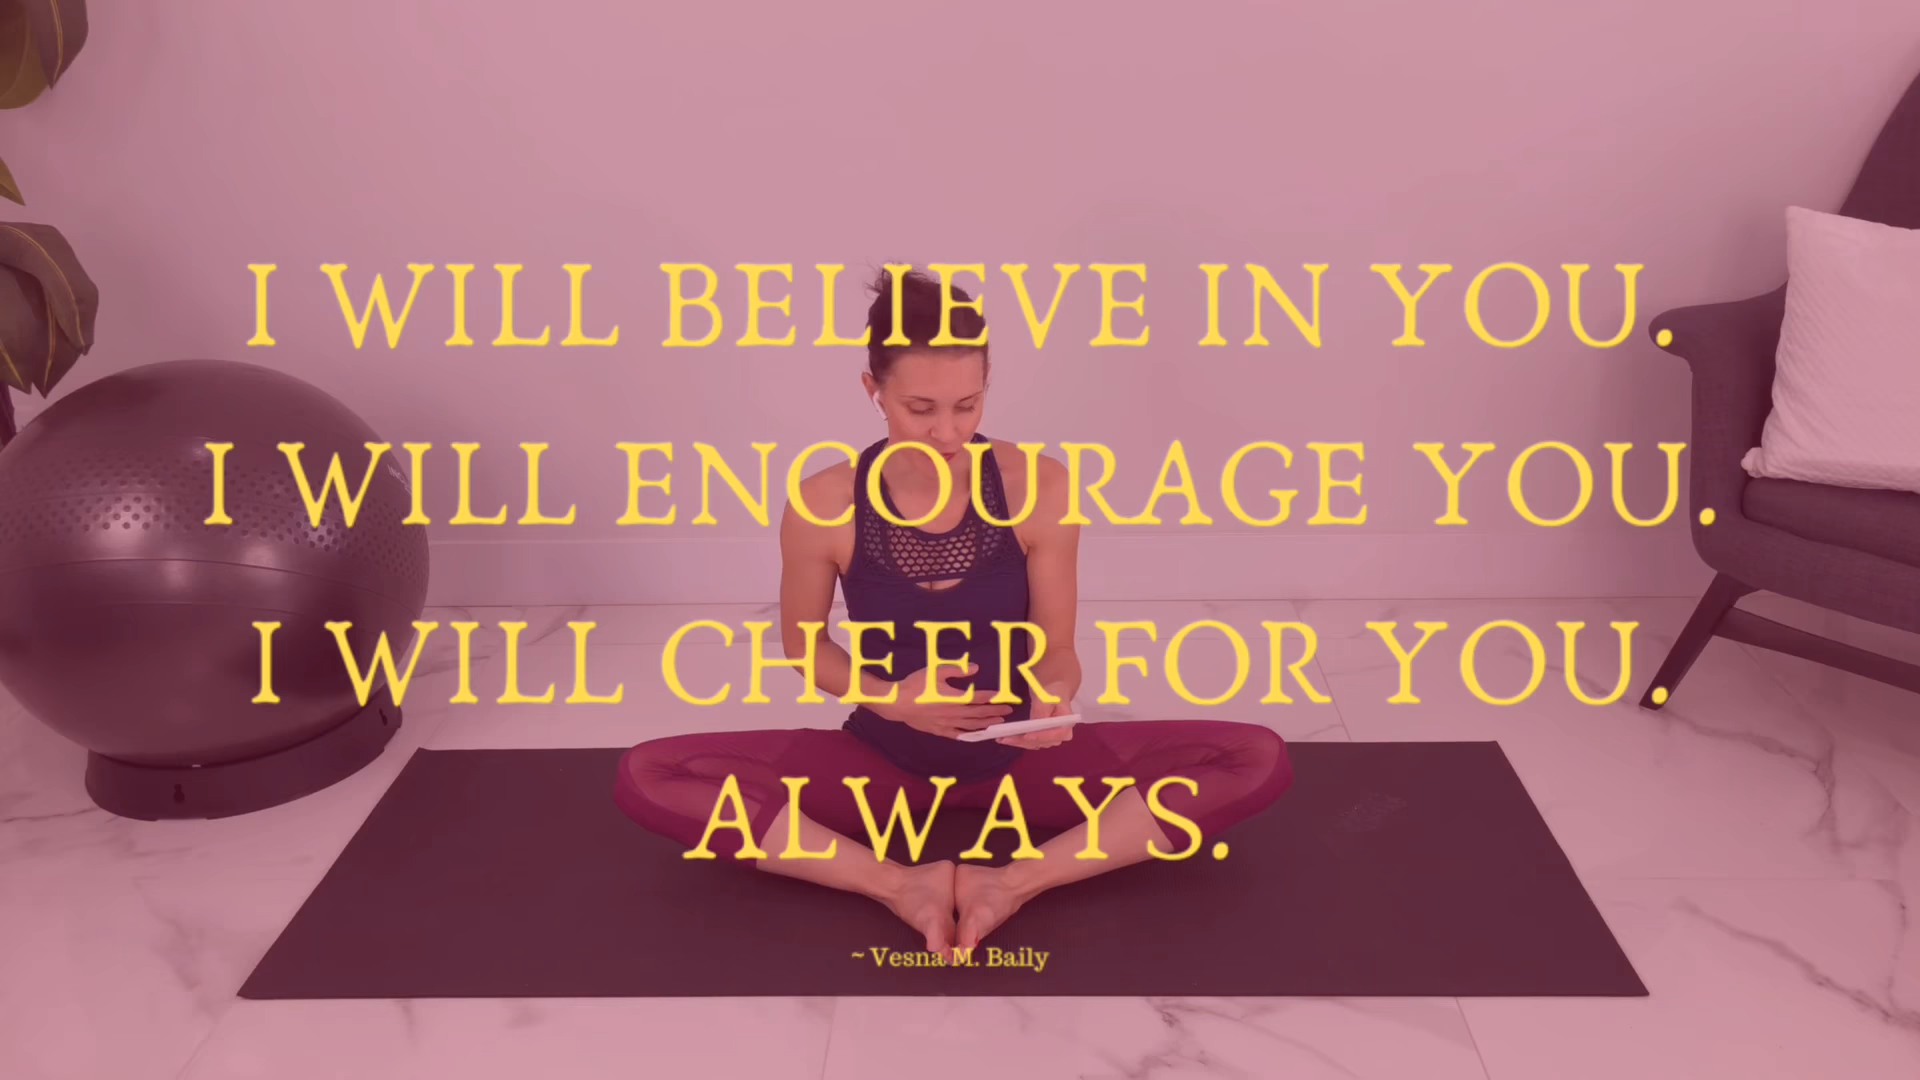 I WILL BELIEVE IN YOU.
I WILL ENCOURAGE YOU.
I WILL CHEER FOR YOU.
ALWAYS.
~ Vesna M. Baily